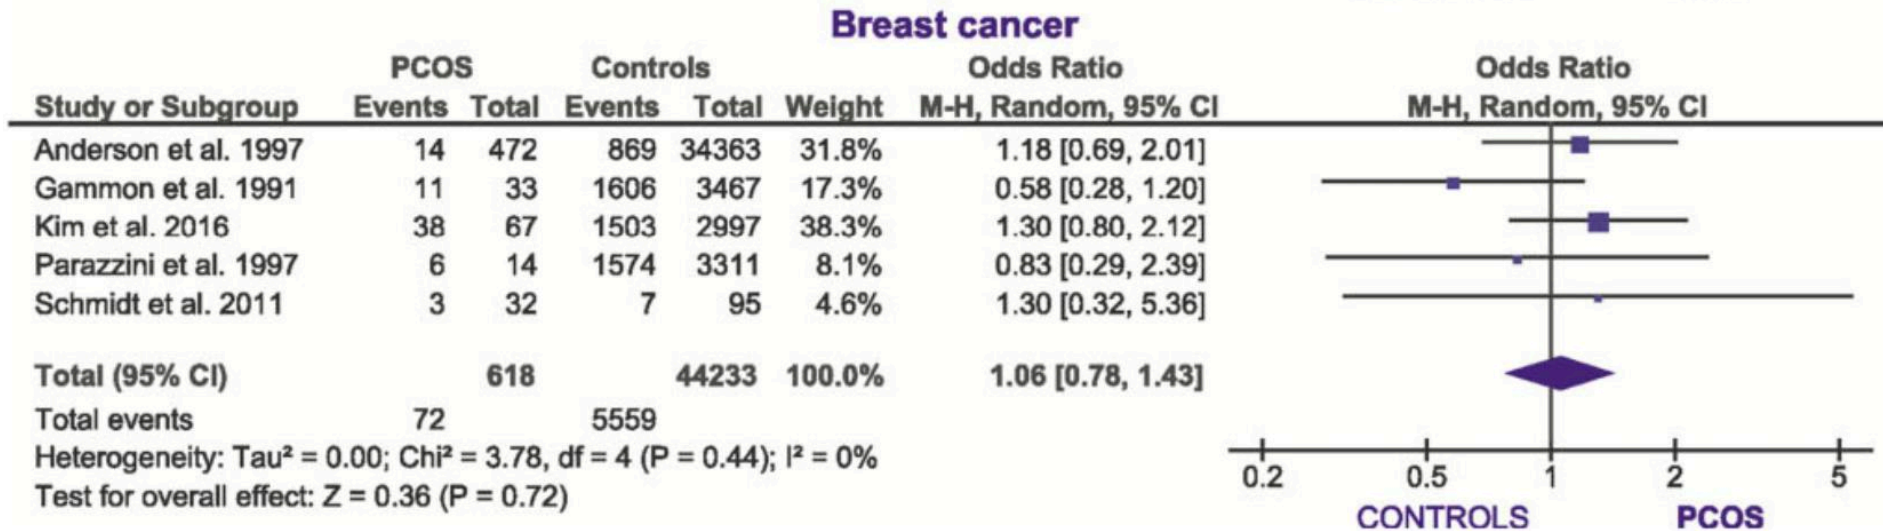 Breast cancer
PCOS Controls Odds Ratio Odds Ratio
Study or Subgroup Events Total Events Total Weight M-H, Random, 95% CI M-H, Random, 95% CI
Anderson et al. 1997 14 472 869 34363 31.8% 1.18 [0.69, 2.01]
Gammon et al. 1991 11 33 1606 3467 17.3% 0.58 [0.28, 1.20]
Kim et al. 2016 38 67 1503 2997 38.3% 1.30 [0.80, 2.12]
Parazzini et al. 1997 6 14 1574 3311 8.1% 0.83 [0.29, 2.39]
Schmidt et al. 2011 3 32 7 95 4.6% 1.30 [0.32, 5.36]
Total (95% CI) 618 44233 100.0% 1.06 [0.78, 1.43]
Total events 72 5559
Heterogeneity: Tau² = 0.00; Chi² = 3.78, df = 4 (P = 0.44); I² = 0%
Test for overall effect: Z = 0.36 (P = 0.72)
0.2 0.5 1 2 5
CONTROLS PCOS